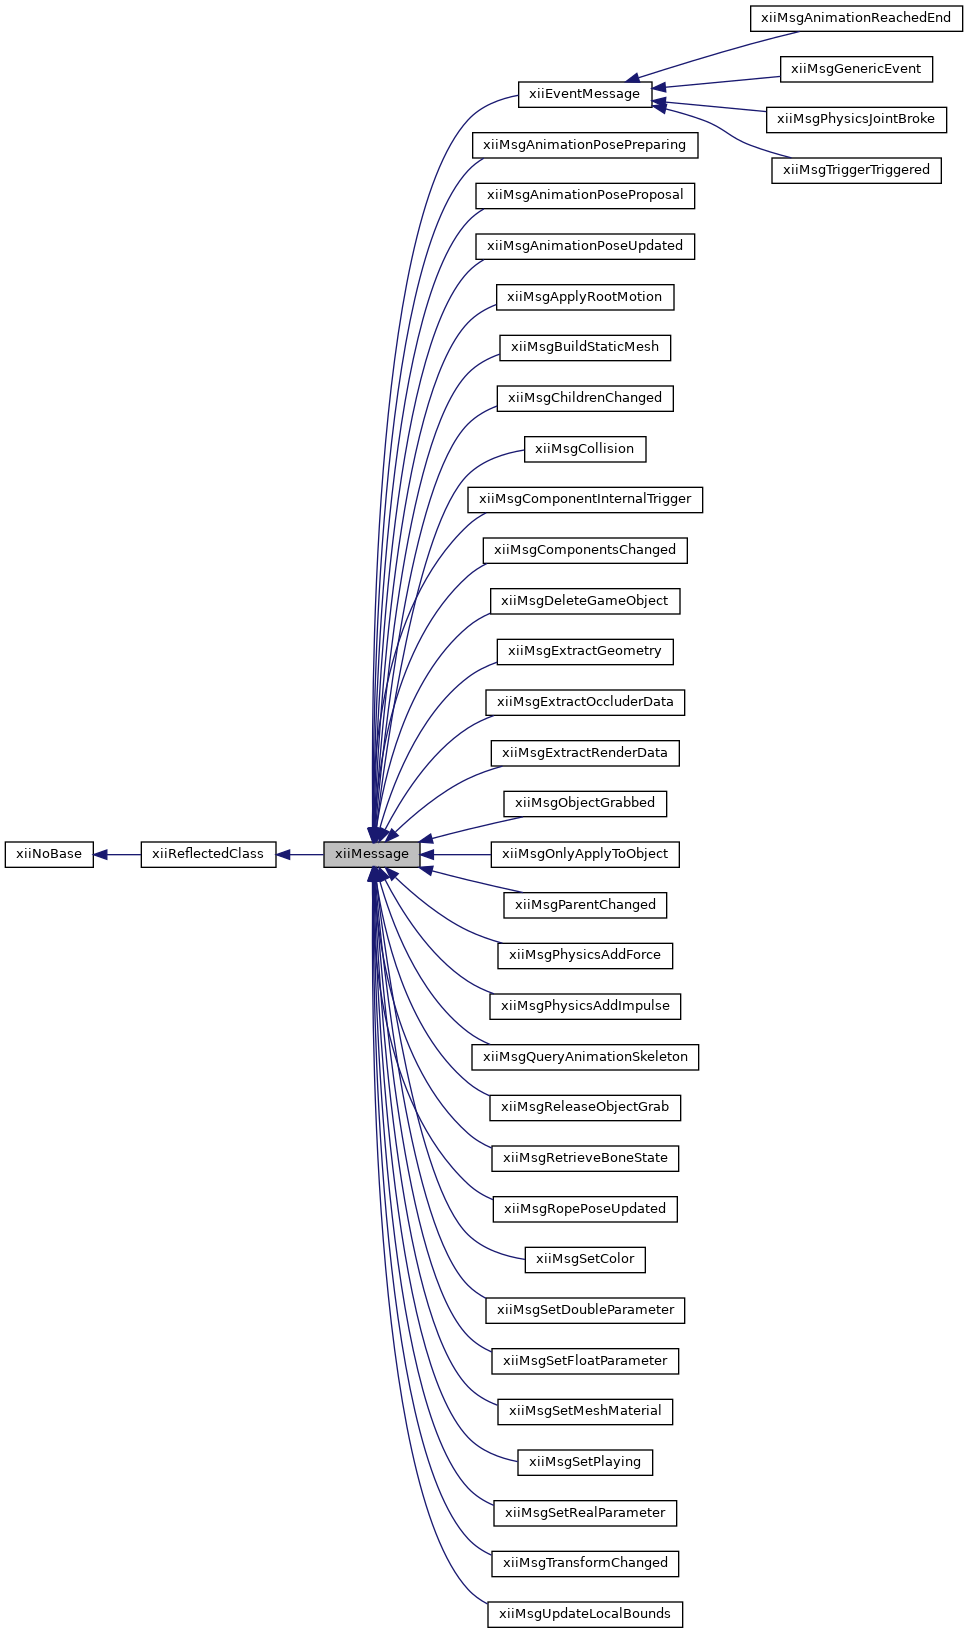 xiiMsgAnimationReachedEnd
xiiMsgGenericEvent
xiiEventMessage
xiiMsgPhysicsJointBroke
xiiMsgAnimationPosePreparing
xiiMsgTriggerTriggered
xiiMsgAnimationPoseProposal
xiiMsgAnimationPoseUpdated
xiiMsgApplyRootMotion
xiiMsgBuildStaticMesh
xiiMsgChildrenChanged
xiiMsgCollision
xiiMsgComponentInternalTrigger
xiiMsgComponentsChanged
xiiMsgDeleteGameObject
xiiMsgExtractGeometry
xiiMsgExtractOccluderData
xiiMsgExtractRenderData
xiiMsgObjectGrabbed
xiiNoBase xiiReflectedClass xiiMessage xiiMsgOnlyApplyToObject
xiiMsgParentChanged
xiiMsgPhysicsAddForce
xiiMsgPhysicsAddImpulse
xiiMsgQueryAnimationSkeleton
xiiMsgReleaseObjectGrab
xiiMsgRetrieveBoneState
xiiMsgRopePoseUpdated
xiiMsgSetColor
xiiMsgSetDoubleParameter
xiiMsgSetFloatParameter
xiiMsgSetMeshMaterial
xiiMsgSetPlaying
xiiMsgSetRealParameter
xiiMsgTransformChanged
xiiMsgUpdateLocalBounds